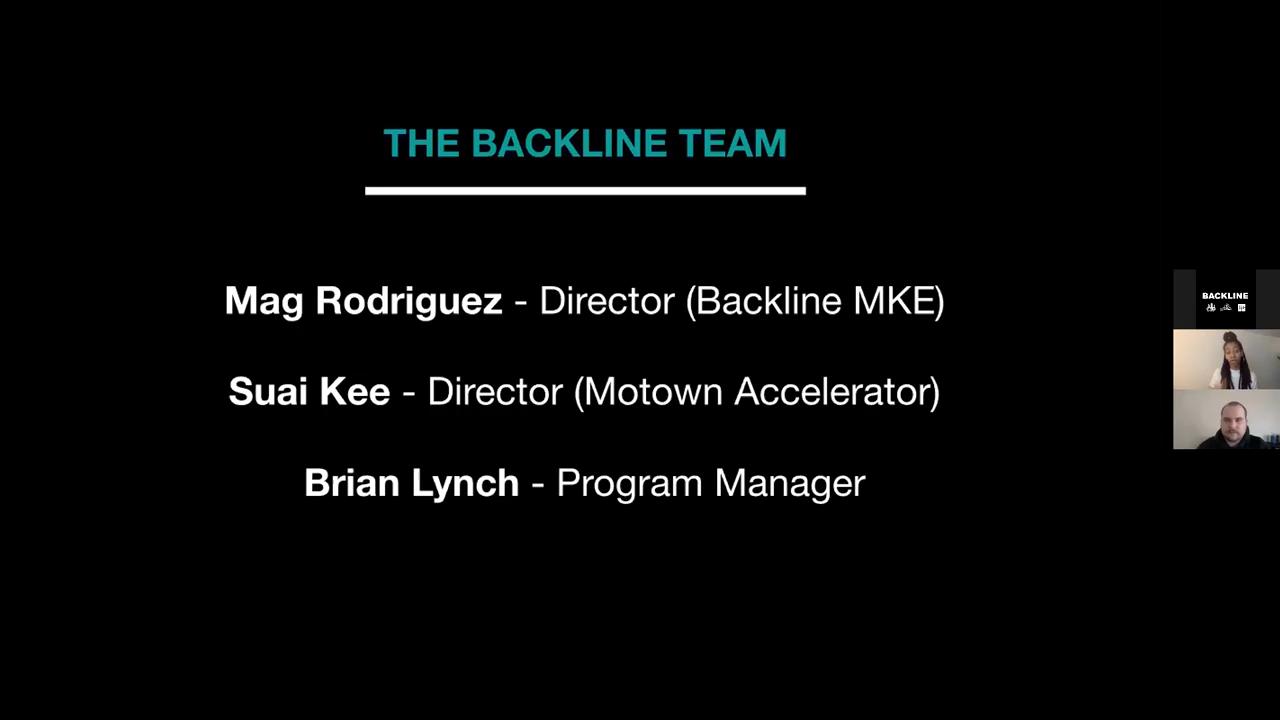 THE BACKLINE TEAM
Mag Rodriguez - Director (Backline MKE)
Suai Kee - Director (Motown Accelerator)
Brian Lynch - Program Manager
BACKLINE